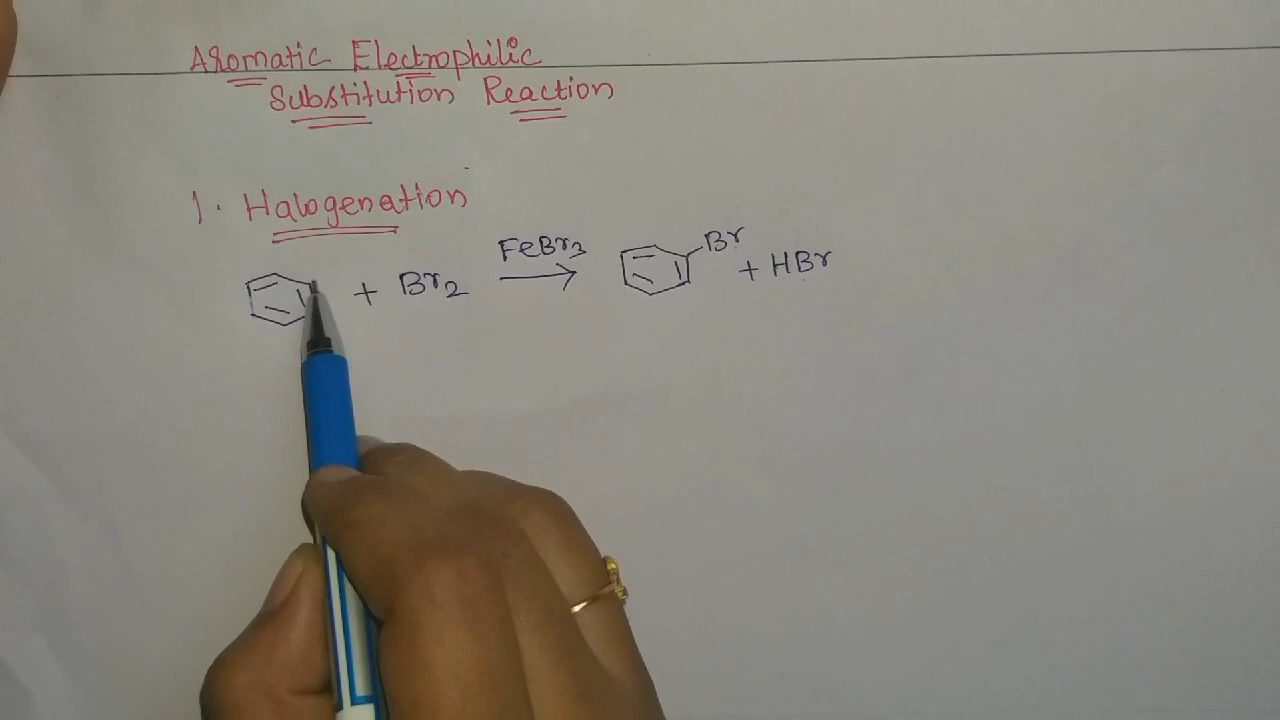 Aromatic Electrophilic
Substitution Reaction
1. Halogenation
+ Br2 FeBr3 Br + HBr